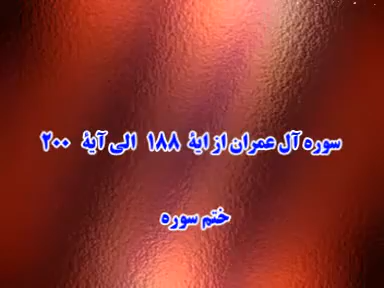 سوره آل عمران از ایهٔ ۱۸۸ الی آیهٔ ۲۰۰
ختم سوره